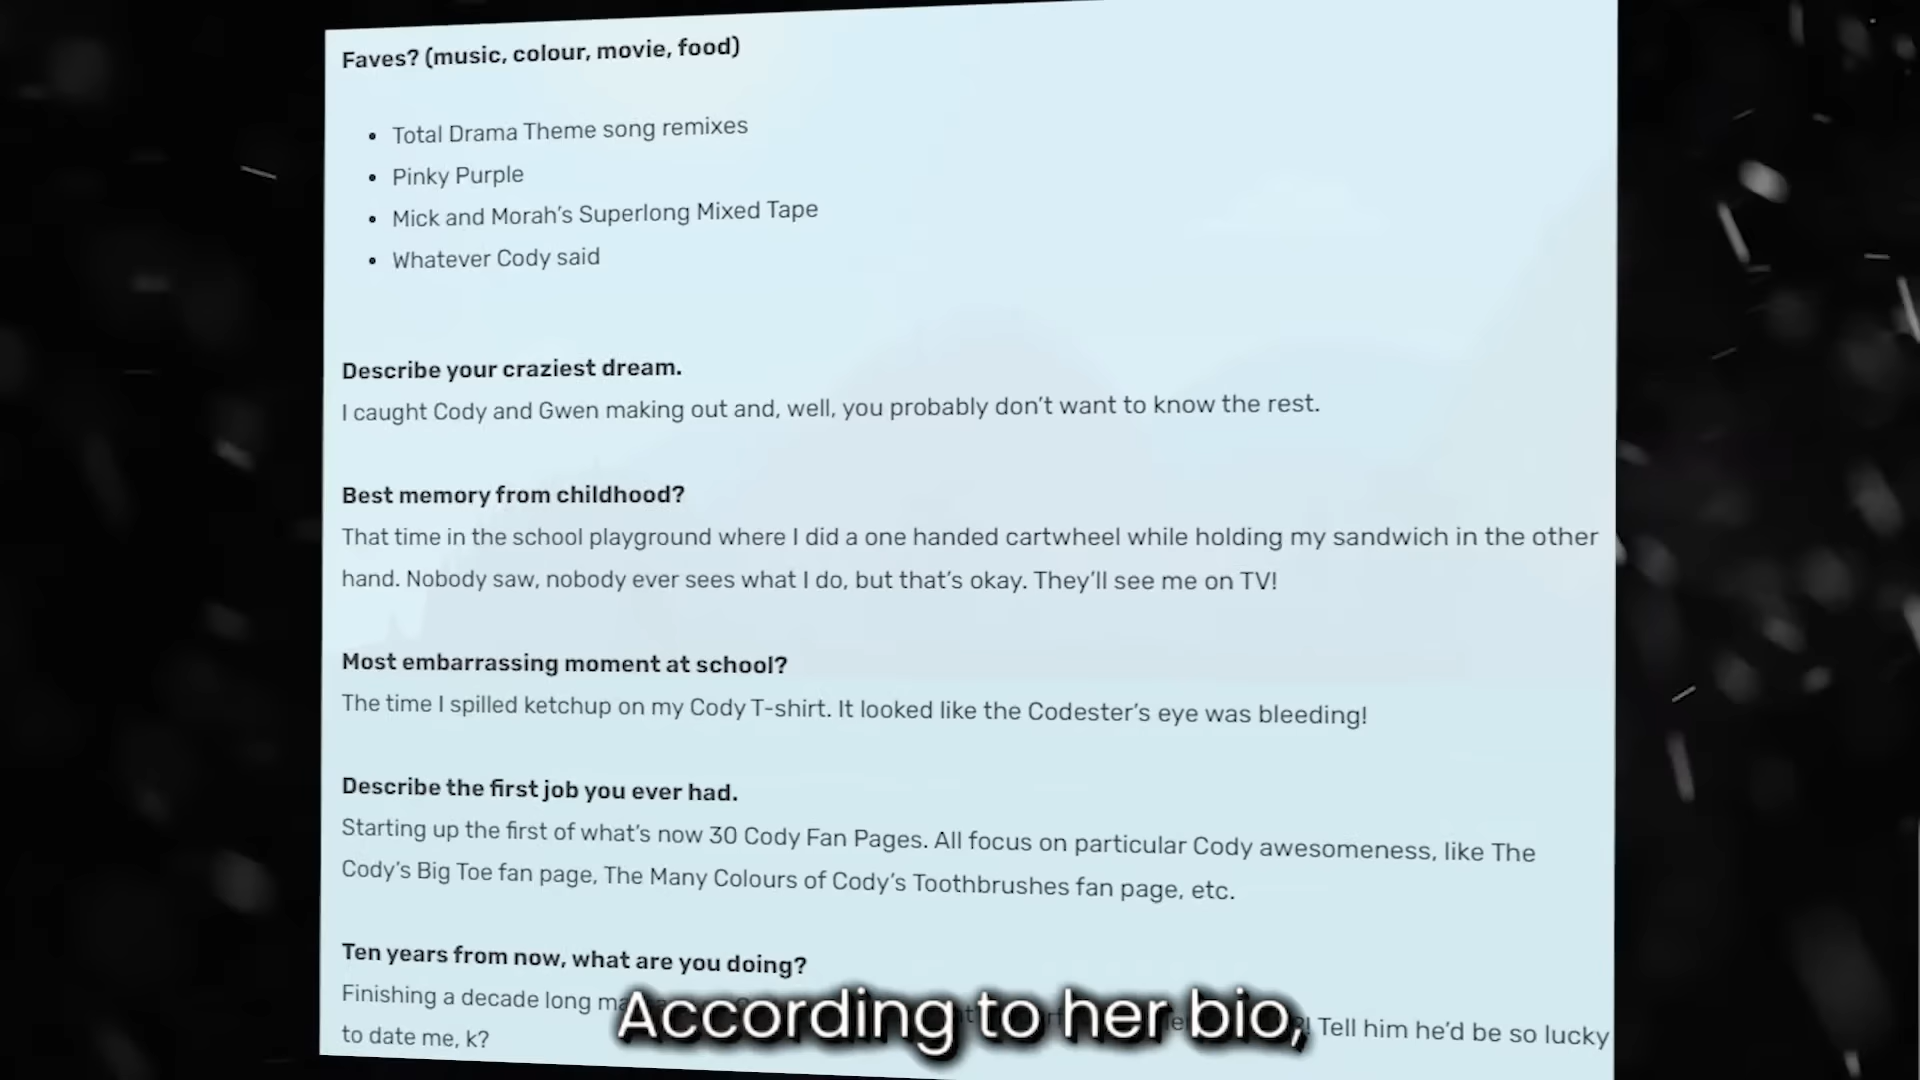 Faves? (music, colour, movie, food)
• Total Drama Theme song remixes
• Pinky Purple
• Mick and Morah's Superlong Mixed Tape
• Whatever Cody said
Describe your craziest dream.
I caught Cody and Gwen making out and, well, you probably don't want to know the rest.
Best memory from childhood?
That time in the school playground where I did a one handed cartwheel while holding my sandwich in the other
hand. Nobody saw, nobody ever sees what I do, but that's okay. They'll see me on TV!
Most embarrassing moment at school?
The time I spilled ketchup on my Cody T-shirt. It looked like the Codester's eye was bleeding!
Describe the first job you ever had.
Starting up the first of what's now 30 Cody Fan Pages. All focus on particular Cody awesomeness, like The
Cody's Big Toe fan page, The Many Colours of Cody's Toothbrushes fan page, etc.
Ten years from now, what are you doing?
Finishing a decade long Tell him he'd be so lucky
to date me, k?
According to her bio,